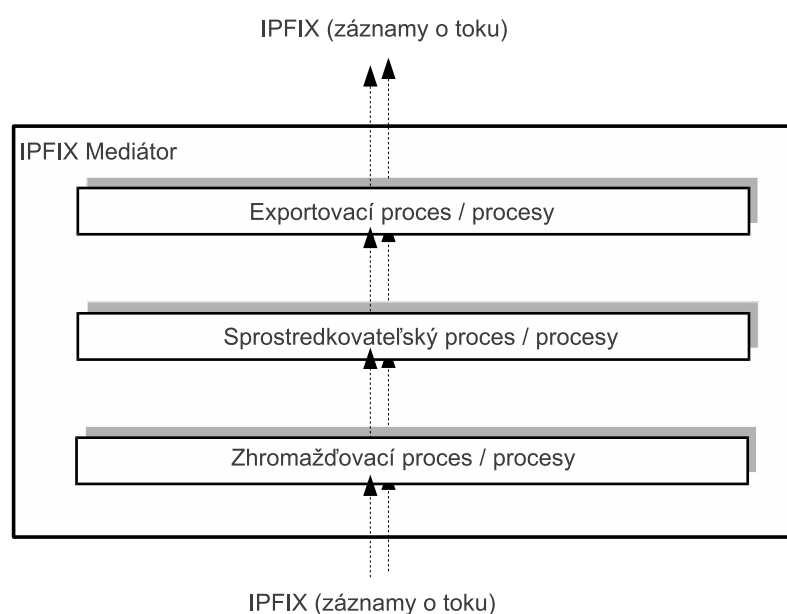 IPFIX (záznamy o toku)
IPFIX Mediátor
Exportovací proces / procesy
Sprostredkovateľský proces / procesy
Zhromažďovací proces / procesy
IPFIX (záznamy o toku)